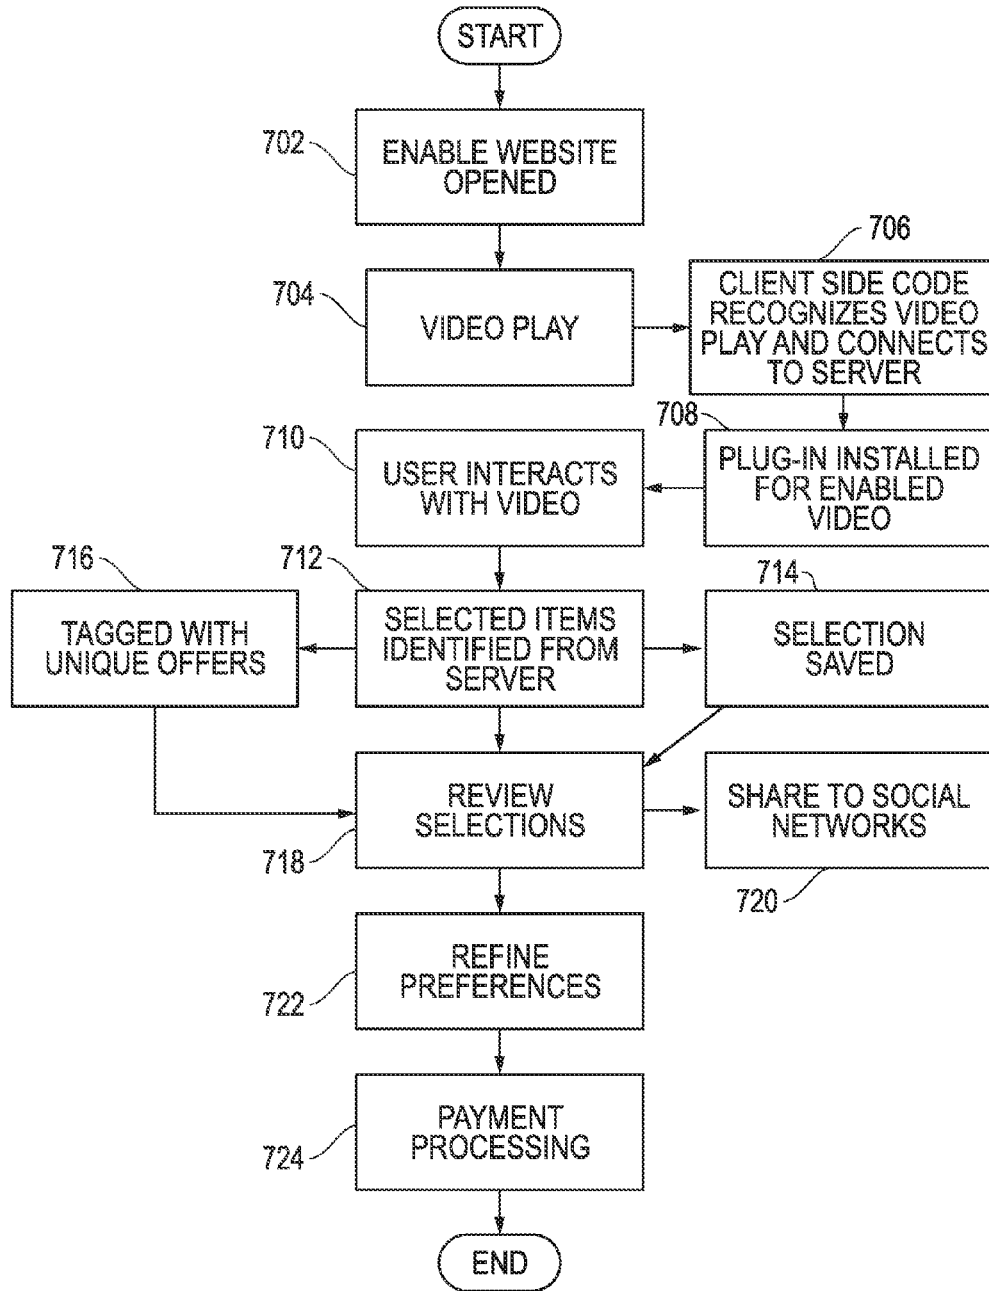 START
702
ENABLE WEBSITE
OPENED
706
704
VIDEO PLAY
CLIENT SIDE CODE
RECOGNIZES VIDEO
PLAY AND CONNECTS
TO SERVER
710
USER INTERACTS
WITH VIDEO
708
PLUG-IN INSTALLED
FOR ENABLED
VIDEO
716
TAGGED WITH
UNIQUE OFFERS
712
SELECTED ITEMS
IDENTIFIED FROM
SERVER
714
SELECTION
SAVED
REVIEW
SELECTIONS
718
SHARE TO SOCIAL
NETWORKS
720
REFINE
PREFERENCES
722
PAYMENT
PROCESSING
724
END